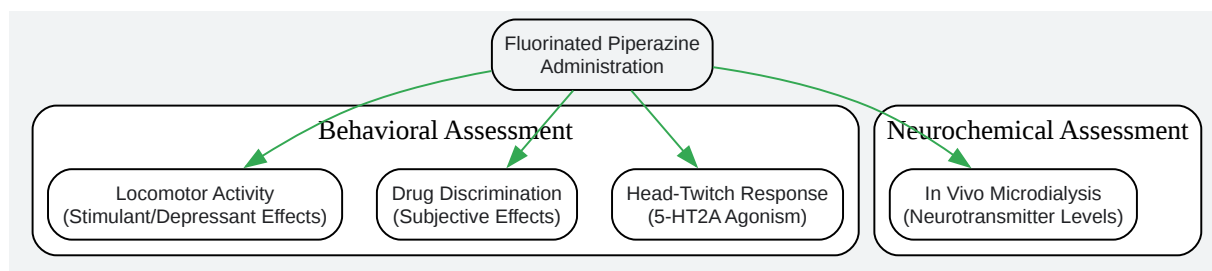 Fluorinated Piperazine
Administration
Behavioral Assessment
Neurochemical Assessment
Locomotor Activity
(Stimulant/Depressant Effects)
Drug Discrimination
(Subjective Effects)
Head-Twitch Response
(5-HT2A Agonism)
In Vivo Microdialysis
(Neurotransmitter Levels)